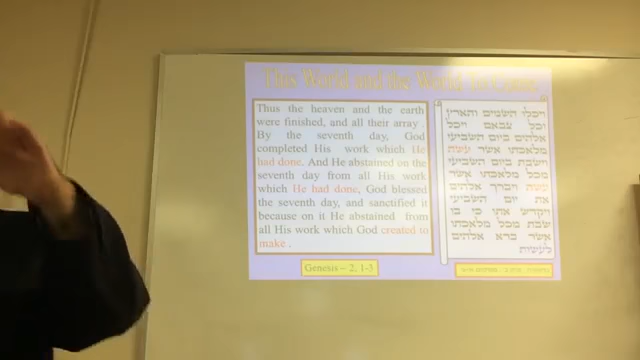 This World and the World To Come
Thus the heaven and the earth
were finished, and all their array.
By the seventh day, God
completed His work which He
had done. And He abstained on the
seventh day from all His work
which He had done, God blessed
the seventh day, and sanctified it
because on it He abstained from
all His work which God created to
make .
Genesis – 2, 1-3
ויכלו השמים והארץ
וכל צבאם ויכל
אלהים ביום השביעי
מלאכתו אשר עשה
וישבת ביום השביעי
מכל מלאכתו אשר
עשה ויברך אלהים
את יום השביעי
ויקדש אתו כי בו
שבת מכל מלאכתו
אשר ברא אלהים
לעשות